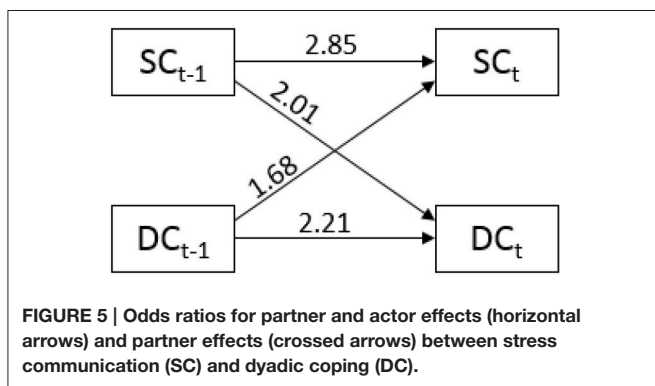 SCt-1 2.85 SCt
2.01
1.68
DCt-1 2.21 DCt
FIGURE 5 | Odds ratios for partner and actor effects (horizontal
arrows) and partner effects (crossed arrows) between stress
communication (SC) and dyadic coping (DC).